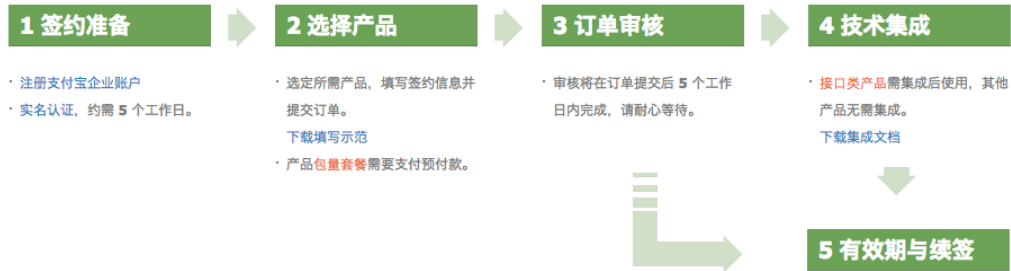 1 签约准备
· 注册支付宝企业账户
· 实名认证，约需 5 个工作日。
2 选择产品
· 选定所需产品，填写签约信息并
提交订单。
下载填写示范
· 产品包量套餐需要支付预付款。
3 订单审核
· 审核将在订单提交后 5 个工作
日内完成，请耐心等待。
4 技术集成
· 接口类产品需集成后使用，其他
产品无需集成。
下载集成文档
5 有效期与续签